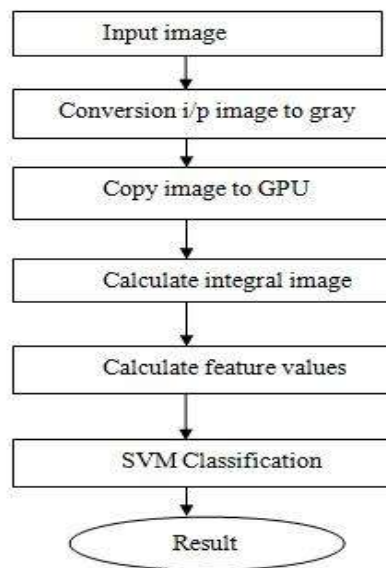 Input image
Conversion i/p image to gray
Copy image to GPU
Calculate integral image
Calculate feature values
SVM Classification
Result